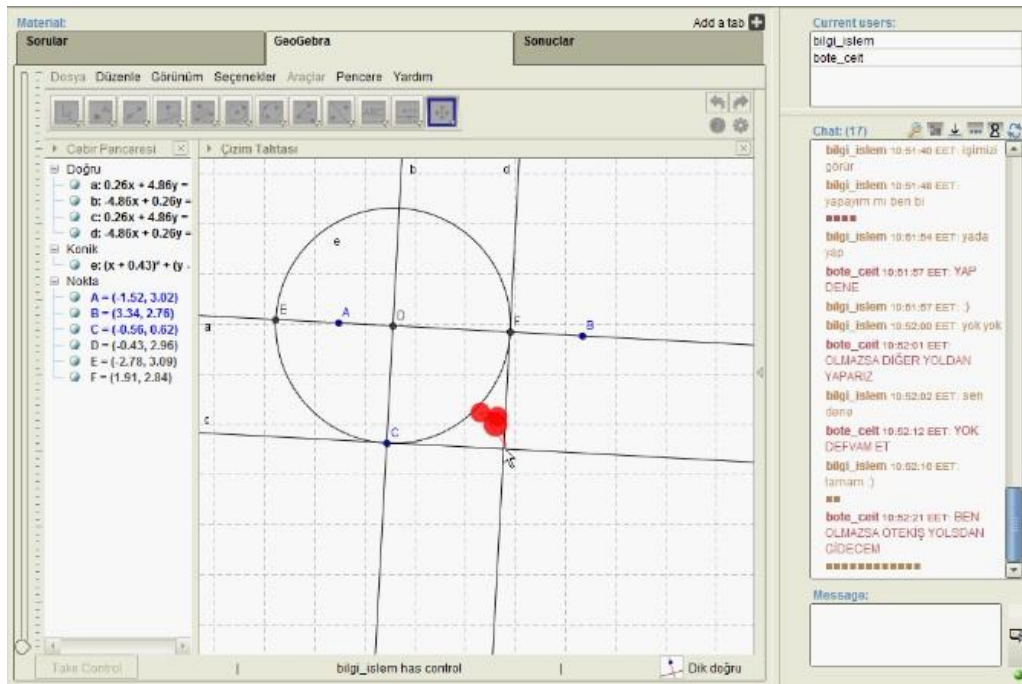 Material:
Add a tab
Sorular
GeoGebra
Sonuclar
Dosya Düzenle Görünüm Seçenekler Araçlar Pencere Yardım
ABC
Cebir Penceresi
Çizim Tahtası
Doğru
a: 0.26x + 4.86y =
b: -4.86x + 0.26y =
c: 0.26x + 4.86y =
d: -4.86x + 0.26y =
Konik
e: (x + 0.43)² + (y -
Nokta
A = (-1.52, 3.02)
B = (3.34, 2.76)
C = (-0.56, 0.62)
D = (-0.43, 2.96)
E = (-2.78, 3.09)
F = (1.91, 2.84)
b
d
e
E
A
D
F
B
a
c
C
Take Control
bilgi_islem has control
Dik doğru
Current users:
bilgi_islem
bote_ceit
Chat: (17)
bilgi_islem 10:51:40 EET: işimizi
görür
bilgi_islem 10:51:48 EET:
yapayım mı ben bi
bilgi_islem 10:51:54 EET: yada
yap
bote_ceit 10:51:57 EET: YAP
DENE
bilgi_islem 10:51:57 EET: :)
bilgi_islem 10:52:00 EET: yok yok
bote_ceit 10:52:01 EET:
OLMAZSA DİĞER YOLDAN
YAPARIZ
bilgi_islem 10:52:02 EET: sen
dene
bote_ceit 10:52:12 EET: YOK
DEFVAM ET
bilgi_islem 10:52:16 EET:
tamam :)
bote_ceit 10:52:21 EET: BEN
OLMAZSA ÖTEKİŞ YOLSDAN
GİDECEM
Message: